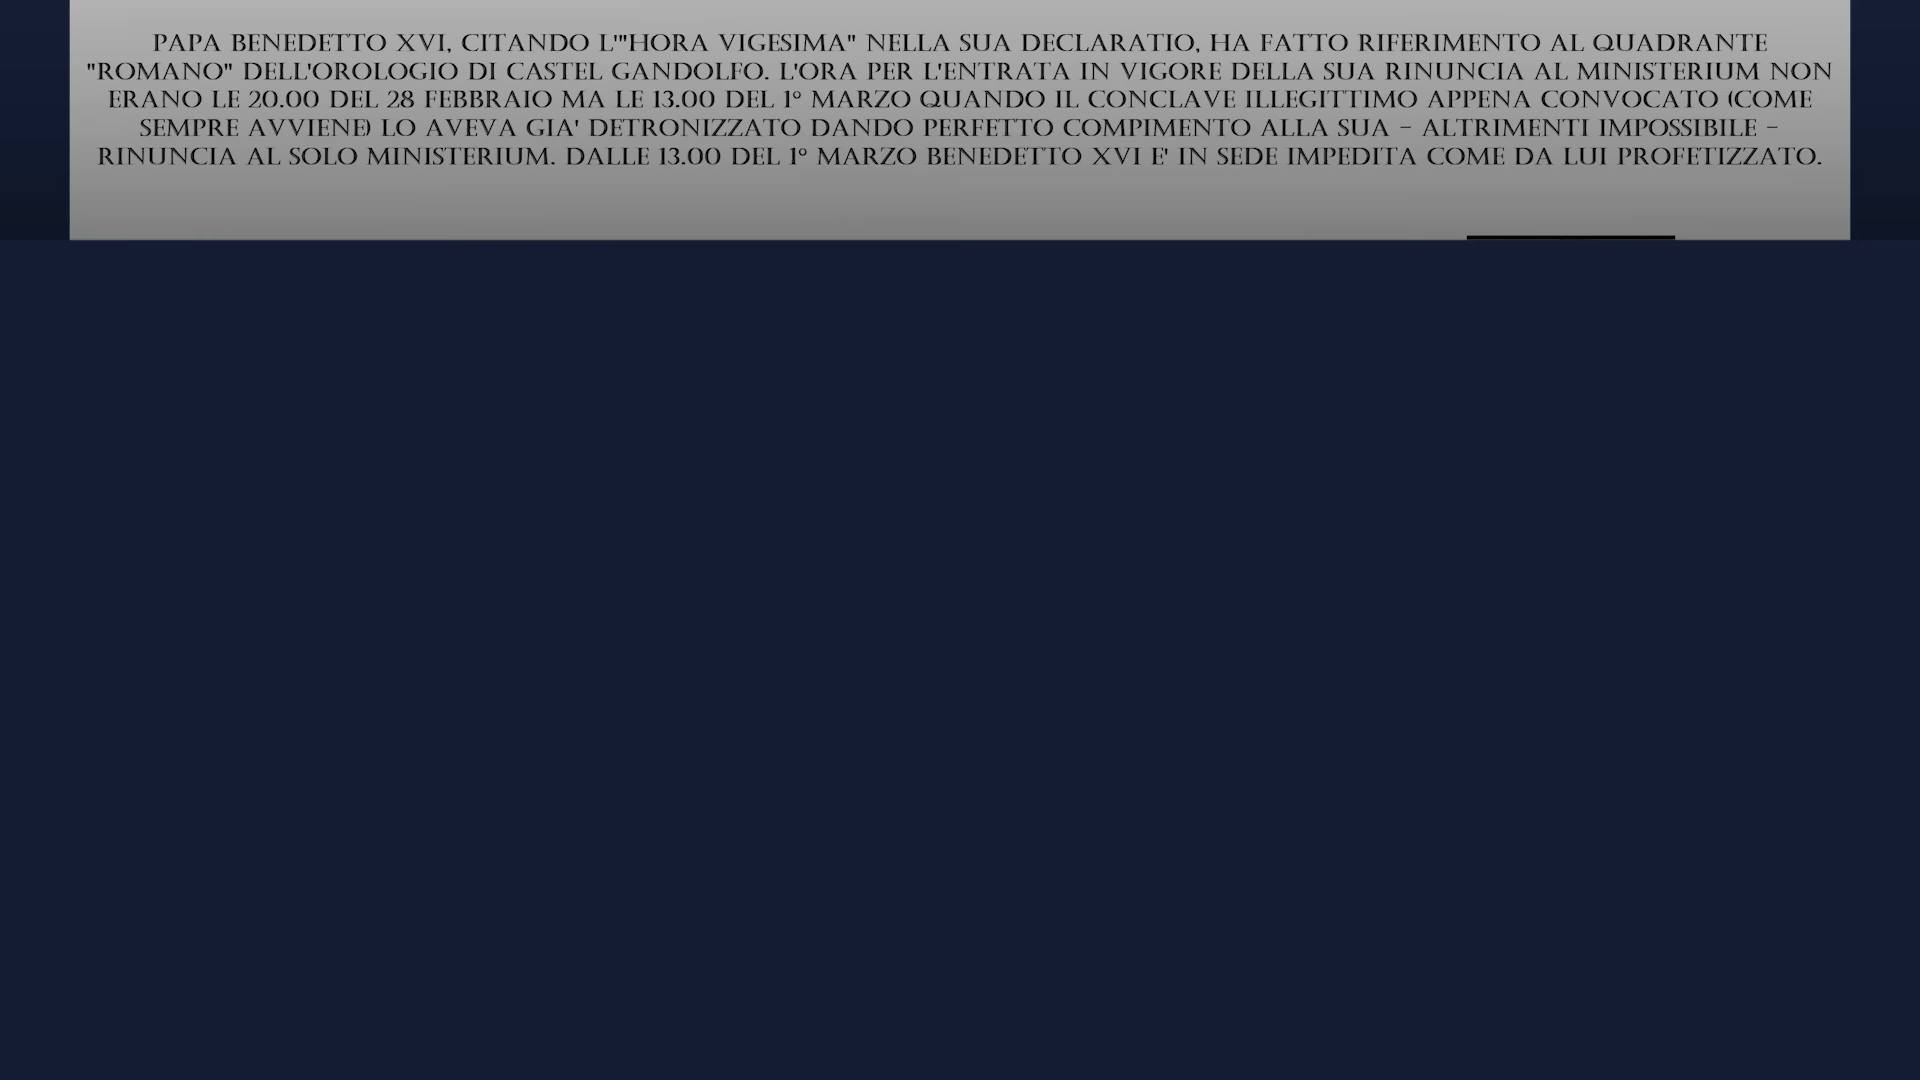 PAPA BENEDETTO XVI, CITANDO L'"HORA VIGESIMA" NELLA SUA DECLARATIO, HA FATTO RIFERIMENTO AL QUADRANTE
"ROMANO" DELL'OROLOGIO DI CASTEL GANDOLFO. L'ORA PER L'ENTRATA IN VIGORE DELLA SUA RINUNCIA AL MINISTERIUM NON
ERANO LE 20.00 DEL 28 FEBBRAIO MA LE 13.00 DEL 1° MARZO QUANDO IL CONCLAVE ILLEGITTIMO APPENA CONVOCATO (COME
SEMPRE AVVIENE) LO AVEVA GIA' DETRONIZZATO DANDO PERFETTO COMPIMENTO ALLA SUA – ALTRIMENTI IMPOSSIBILE –
RINUNCIA AL SOLO MINISTERIUM. DALLE 13.00 DEL 1° MARZO BENEDETTO XVI E' IN SEDE IMPEDITA COME DA LUI PROFETIZZATO.